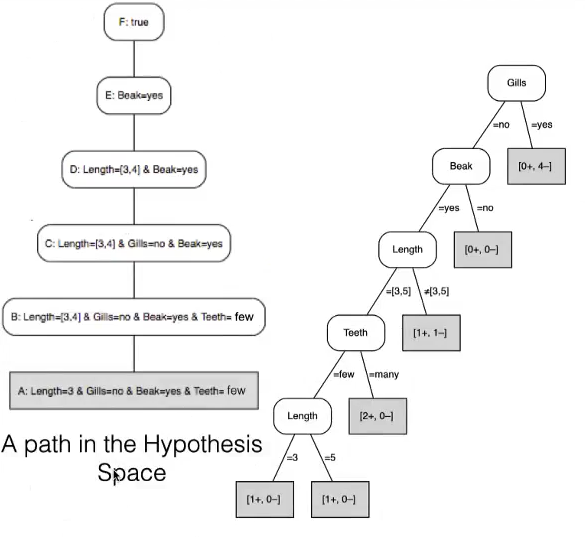 F: true
E: Beak=yes
D: Length=[3,4] & Beak=yes
C: Length=[3,4] & Gills=no & Beak=yes
B: Length=[3,4] & Gills=no & Beak=yes & Teeth= few
A: Length=3 & Gills=no & Beak=yes & Teeth= few
A path in the Hypothesis
Space
Gills
=no
=yes
Beak
[0+, 4–]
=yes
=no
Length
[0+, 0–]
=[3,5]
≠[3,5]
Teeth
[1+, 1–]
=few
=many
Length
[2+, 0–]
=3
=5
[1+, 0–]
[1+, 0–]